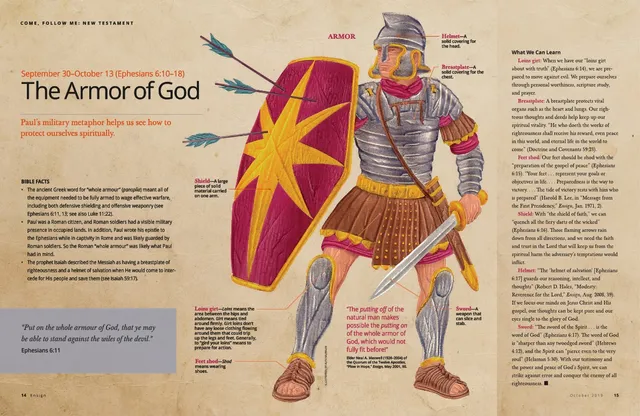 COME, FOLLOW ME: NEW TESTAMENT
September 30–October 13 (Ephesians 6:10–18)
The Armor of God
Paul's military metaphor helps us see how to
protect ourselves spiritually.
BIBLE FACTS
• The ancient Greek word for "whole armour" (panoplia) meant all of
the equipment needed to be fully armed to wage effective warfare,
including both defensive shielding and offensive weaponry (see
Ephesians 6:11, 13; see also Luke 11:22).
• Paul was a Roman citizen, and Roman soldiers had a visible military
presence in occupied lands. In addition, Paul wrote his epistle to
the Ephesians while in captivity in Rome and was likely guarded by
Roman soldiers. So the Roman "whole armour" was likely what Paul
had in mind.
• The prophet Isaiah described the Messiah as having a breastplate of
righteousness and a helmet of salvation when He would come to inter-
cede for His people and save them (see Isaiah 59:17).
"Put on the whole armour of God, that ye may
be able to stand against the wiles of the devil."
Ephesians 6:11
14 Ensign
ARMOR
Helmet—A
solid covering for
the head.
Breastplate—A
solid covering for the
chest.
Shield—A large
piece of solid
material carried
on one arm.
Loins girt—Loins means the
area between the hips and
abdomen. Girt means tied
around firmly. Girt loins don't
have any loose clothing flowing
around them that could trip
up the legs and feet. Generally,
to "gird your loins" means to
prepare for action.
Feet shod—Shod
means wearing
shoes.
"The putting off of the
natural man makes
possible the putting on
of the whole armor of
God, which would not
fully fit before!"
Elder Neal A. Maxwell (1926–2004) of
the Quorum of the Twelve Apostles,
"Plow in Hope," Ensign, May 2001, 60.
Sword—A
weapon that
can slice and
stab.
What We Can Learn
Loins girt: When we have our "loins girt
about with truth" (Ephesians 6:14), we are pre-
pared to move against evil. We prepare ourselves
through personal worthiness, scripture study,
and prayer.
Breastplate: A breastplate protects vital
organs such as the heart and lungs. Our righ-
teous thoughts and deeds help keep up our
spiritual vitality. "He who doeth the works of
righteousness shall receive his reward, even peace
in this world, and eternal life in the world to
come" (Doctrine and Covenants 59:23).
Feet shod: Our feet should be shod with the
"preparation of the gospel of peace" (Ephesians
6:15). "Your feet . . . represent your goals or
objectives in life. . . . Preparedness is the way to
victory. . . . The tide of victory rests with him who
is prepared" (Harold B. Lee, in "Message from
the First Presidency," Ensign, Jan. 1971, 2).
Shield: With "the shield of faith," we can
"quench all the fiery darts of the wicked"
(Ephesians 6:16). Those flaming arrows rain
down from all directions, and we need the faith
and trust in the Lord that will keep us from the
spiritual harm the adversary's temptations would
inflict.
Helmet: "The 'helmet of salvation' [Ephesians
6:17] guards our reasoning, intellect, and
thoughts" (Robert D. Hales, "Modesty:
Reverence for the Lord," Ensign, Aug. 2008, 38).
If we focus our minds on Jesus Christ and His
gospel, our thoughts can be kept pure and our
eyes single to the glory of God.
Sword: "The sword of the Spirit . . . is the
word of God" (Ephesians 6:17). The word of God
is "sharper than any twoedged sword" (Hebrews
4:12), and the Spirit can "pierce even to the very
soul" (Helaman 5:30). With our testimony and
the power and peace of God's Spirit, we can
strike against error and conquer the enemy of all
righteousness. ■
October 2019 15